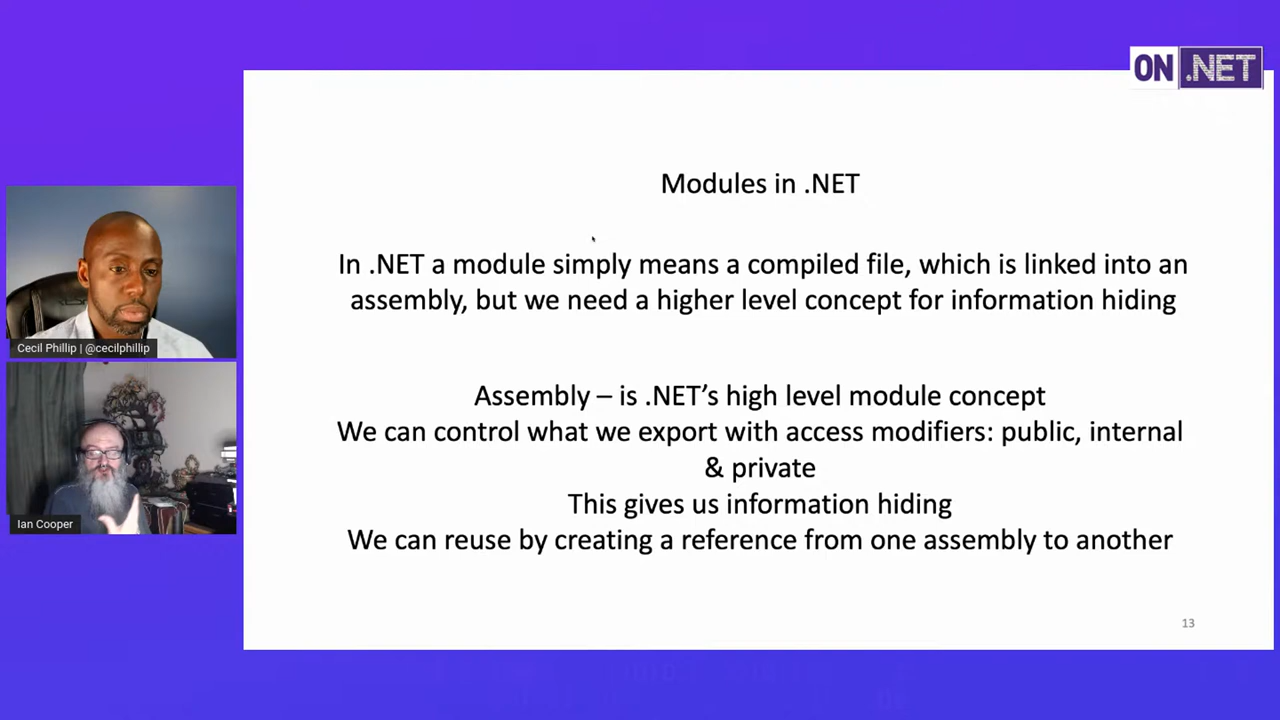 ON .NET
Modules in .NET
In .NET a module simply means a compiled file, which is linked into an
assembly, but we need a higher level concept for information hiding
Assembly – is .NET’s high level module concept
We can control what we export with access modifiers: public, internal
& private
This gives us information hiding
We can reuse by creating a reference from one assembly to another
13
Cecil Phillip | @cecilphillip
Ian Cooper